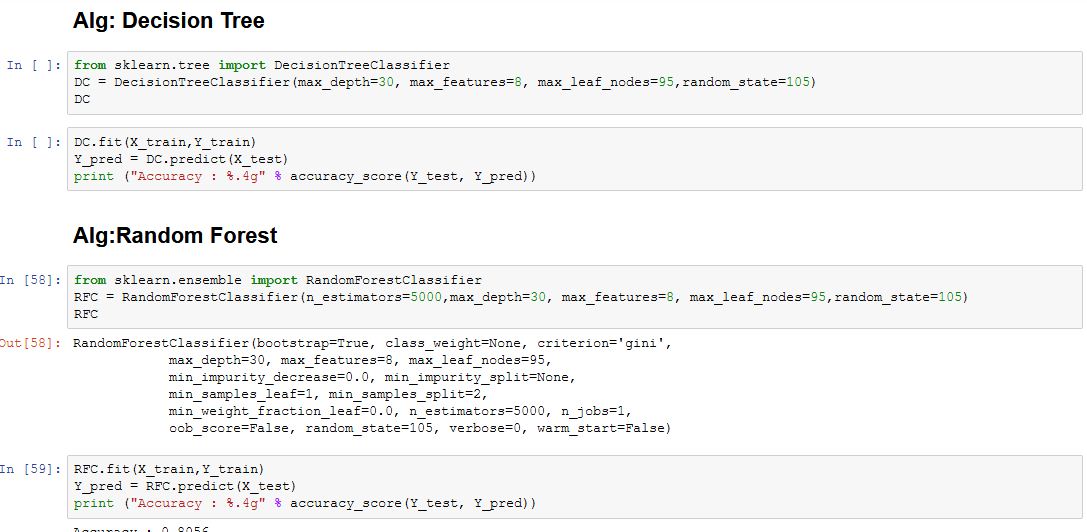 Alg: Decision Tree
In [ ]: from sklearn.tree import DecisionTreeClassifier
DC = DecisionTreeClassifier(max_depth=30, max_features=8, max_leaf_nodes=95,random_state=105)
DC
In [ ]: DC.fit(X_train,Y_train)
Y_pred = DC.predict(X_test)
print ("Accuracy : %.4g" % accuracy_score(Y_test, Y_pred))
Alg:Random Forest
In [58]: from sklearn.ensemble import RandomForestClassifier
RFC = RandomForestClassifier(n_estimators=5000,max_depth=30, max_features=8, max_leaf_nodes=95,random_state=105)
RFC
Out[58]: RandomForestClassifier(bootstrap=True, class_weight=None, criterion='gini',
max_depth=30, max_features=8, max_leaf_nodes=95,
min_impurity_decrease=0.0, min_impurity_split=None,
min_samples_leaf=1, min_samples_split=2,
min_weight_fraction_leaf=0.0, n_estimators=5000, n_jobs=1,
oob_score=False, random_state=105, verbose=0, warm_start=False)
In [59]: RFC.fit(X_train,Y_train)
Y_pred = RFC.predict(X_test)
print ("Accuracy : %.4g" % accuracy_score(Y_test, Y_pred))
Accuracy :